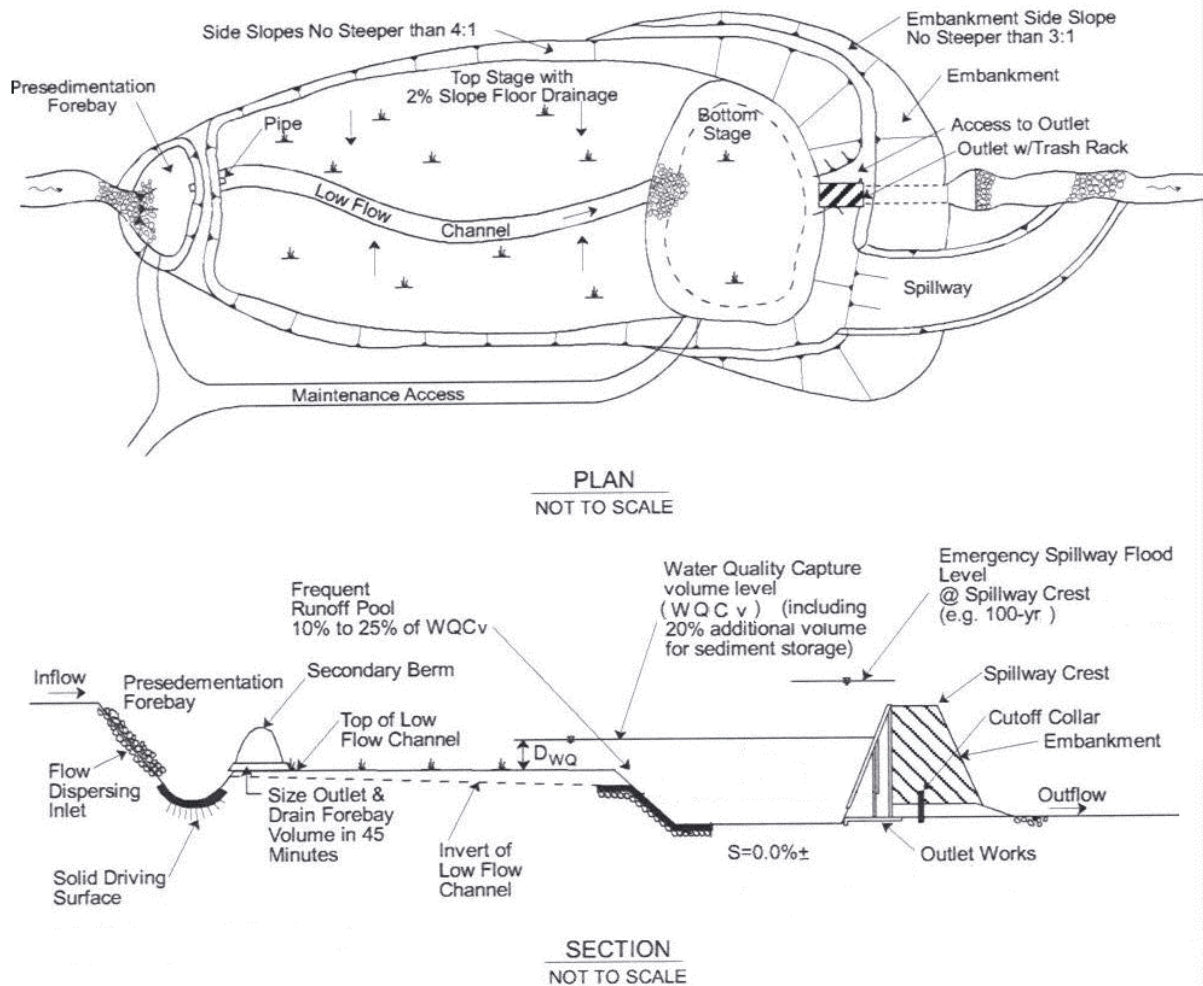 Side Slopes No Steeper than 4:1
Embankment Side Slope
No Steeper than 3:1
Presedimentation
Forebay
Top Stage with
2% Slope Floor Drainage
Embankment
Pipe
Bottom
Stage
Access to Outlet
Outlet w/Trash Rack
Low Flow
Channel
Spillway
Maintenance Access
PLAN
NOT TO SCALE
Frequent
Runoff Pool
10% to 25% of WQCv
Water Quality Capture
volume level
(WQCv) (including
20% additional volume
for sediment storage)
Emergency Spillway Flood
Level
@ Spillway Crest
(e.g. 100-yr )
Inflow
Presedementation
Forebay
Secondary Berm
Spillway Crest
Top of Low
Flow Channel
DWQ
Cutoff Collar
Embankment
Flow
Dispersing
Inlet
Size Outlet &
Drain Forebay
Volume in 45
Minutes
Outflow
Invert of
Low Flow
Channel
S=0.0%±
Outlet Works
Solid Driving
Surface
SECTION
NOT TO SCALE